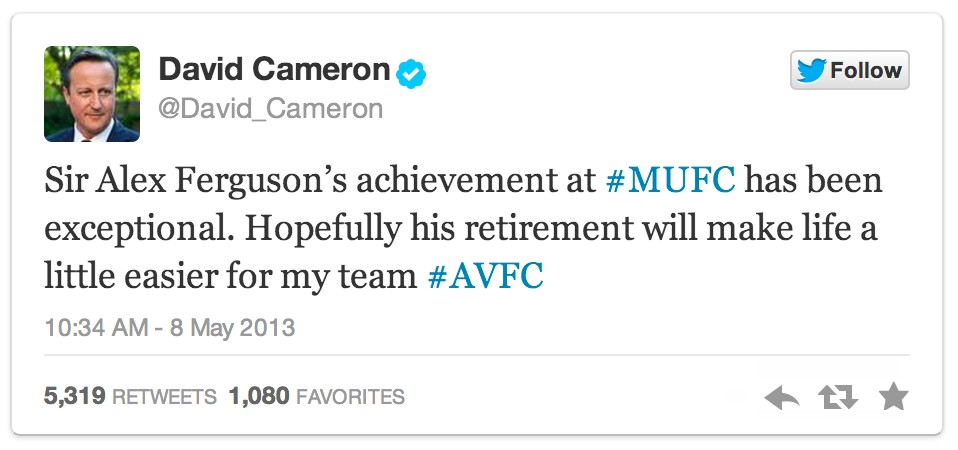 David Cameron
@David_Cameron
Follow
Sir Alex Ferguson’s achievement at #MUFC has been
exceptional. Hopefully his retirement will make life a
little easier for my team #AVFC
10:34 AM - 8 May 2013
5,319 RETWEETS 1,080 FAVORITES